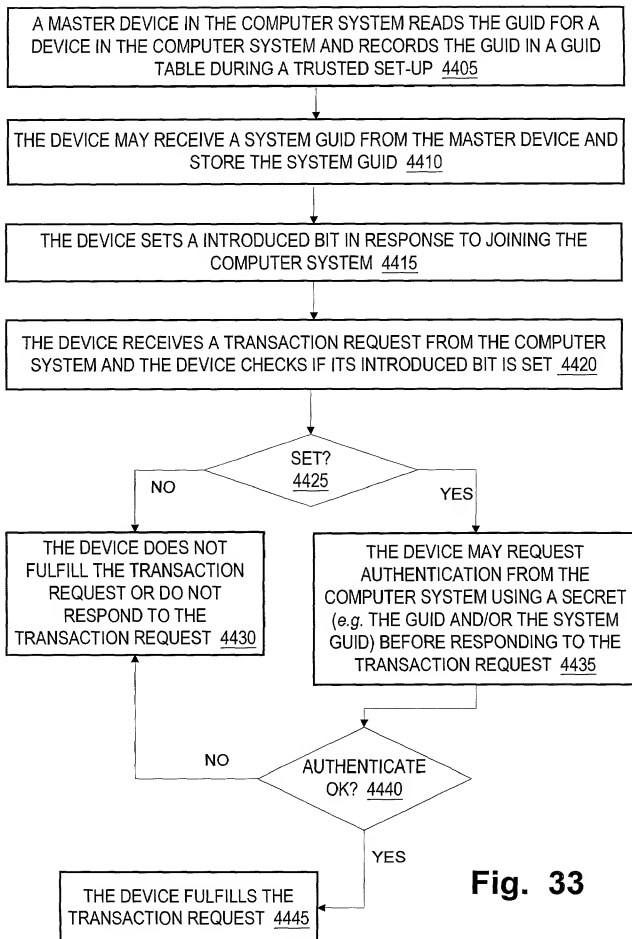 A MASTER DEVICE IN THE COMPUTER SYSTEM READS THE GUID FOR A
DEVICE IN THE COMPUTER SYSTEM AND RECORDS THE GUID IN A GUID
TABLE DURING A TRUSTED SET-UP 4405
THE DEVICE MAY RECEIVE A SYSTEM GUID FROM THE MASTER DEVICE AND
STORE THE SYSTEM GUID 4410
THE DEVICE SETS A INTRODUCED BIT IN RESPONSE TO JOINING THE
COMPUTER SYSTEM 4415
THE DEVICE RECEIVES A TRANSACTION REQUEST FROM THE COMPUTER
SYSTEM AND THE DEVICE CHECKS IF ITS INTRODUCED BIT IS SET 4420
SET?
4425
NO
YES
THE DEVICE DOES NOT
FULFILL THE TRANSACTION
REQUEST OR DO NOT
RESPOND TO THE
TRANSACTION REQUEST 4430
THE DEVICE MAY REQUEST
AUTHENTICATION FROM THE
COMPUTER SYSTEM USING A SECRET
(e.g. THE GUID AND/OR THE SYSTEM
GUID) BEFORE RESPONDING TO THE
TRANSACTION REQUEST 4435
NO
AUTHENTICATE
OK? 4440
YES
THE DEVICE FULFILLS THE
TRANSACTION REQUEST 4445
Fig. 33